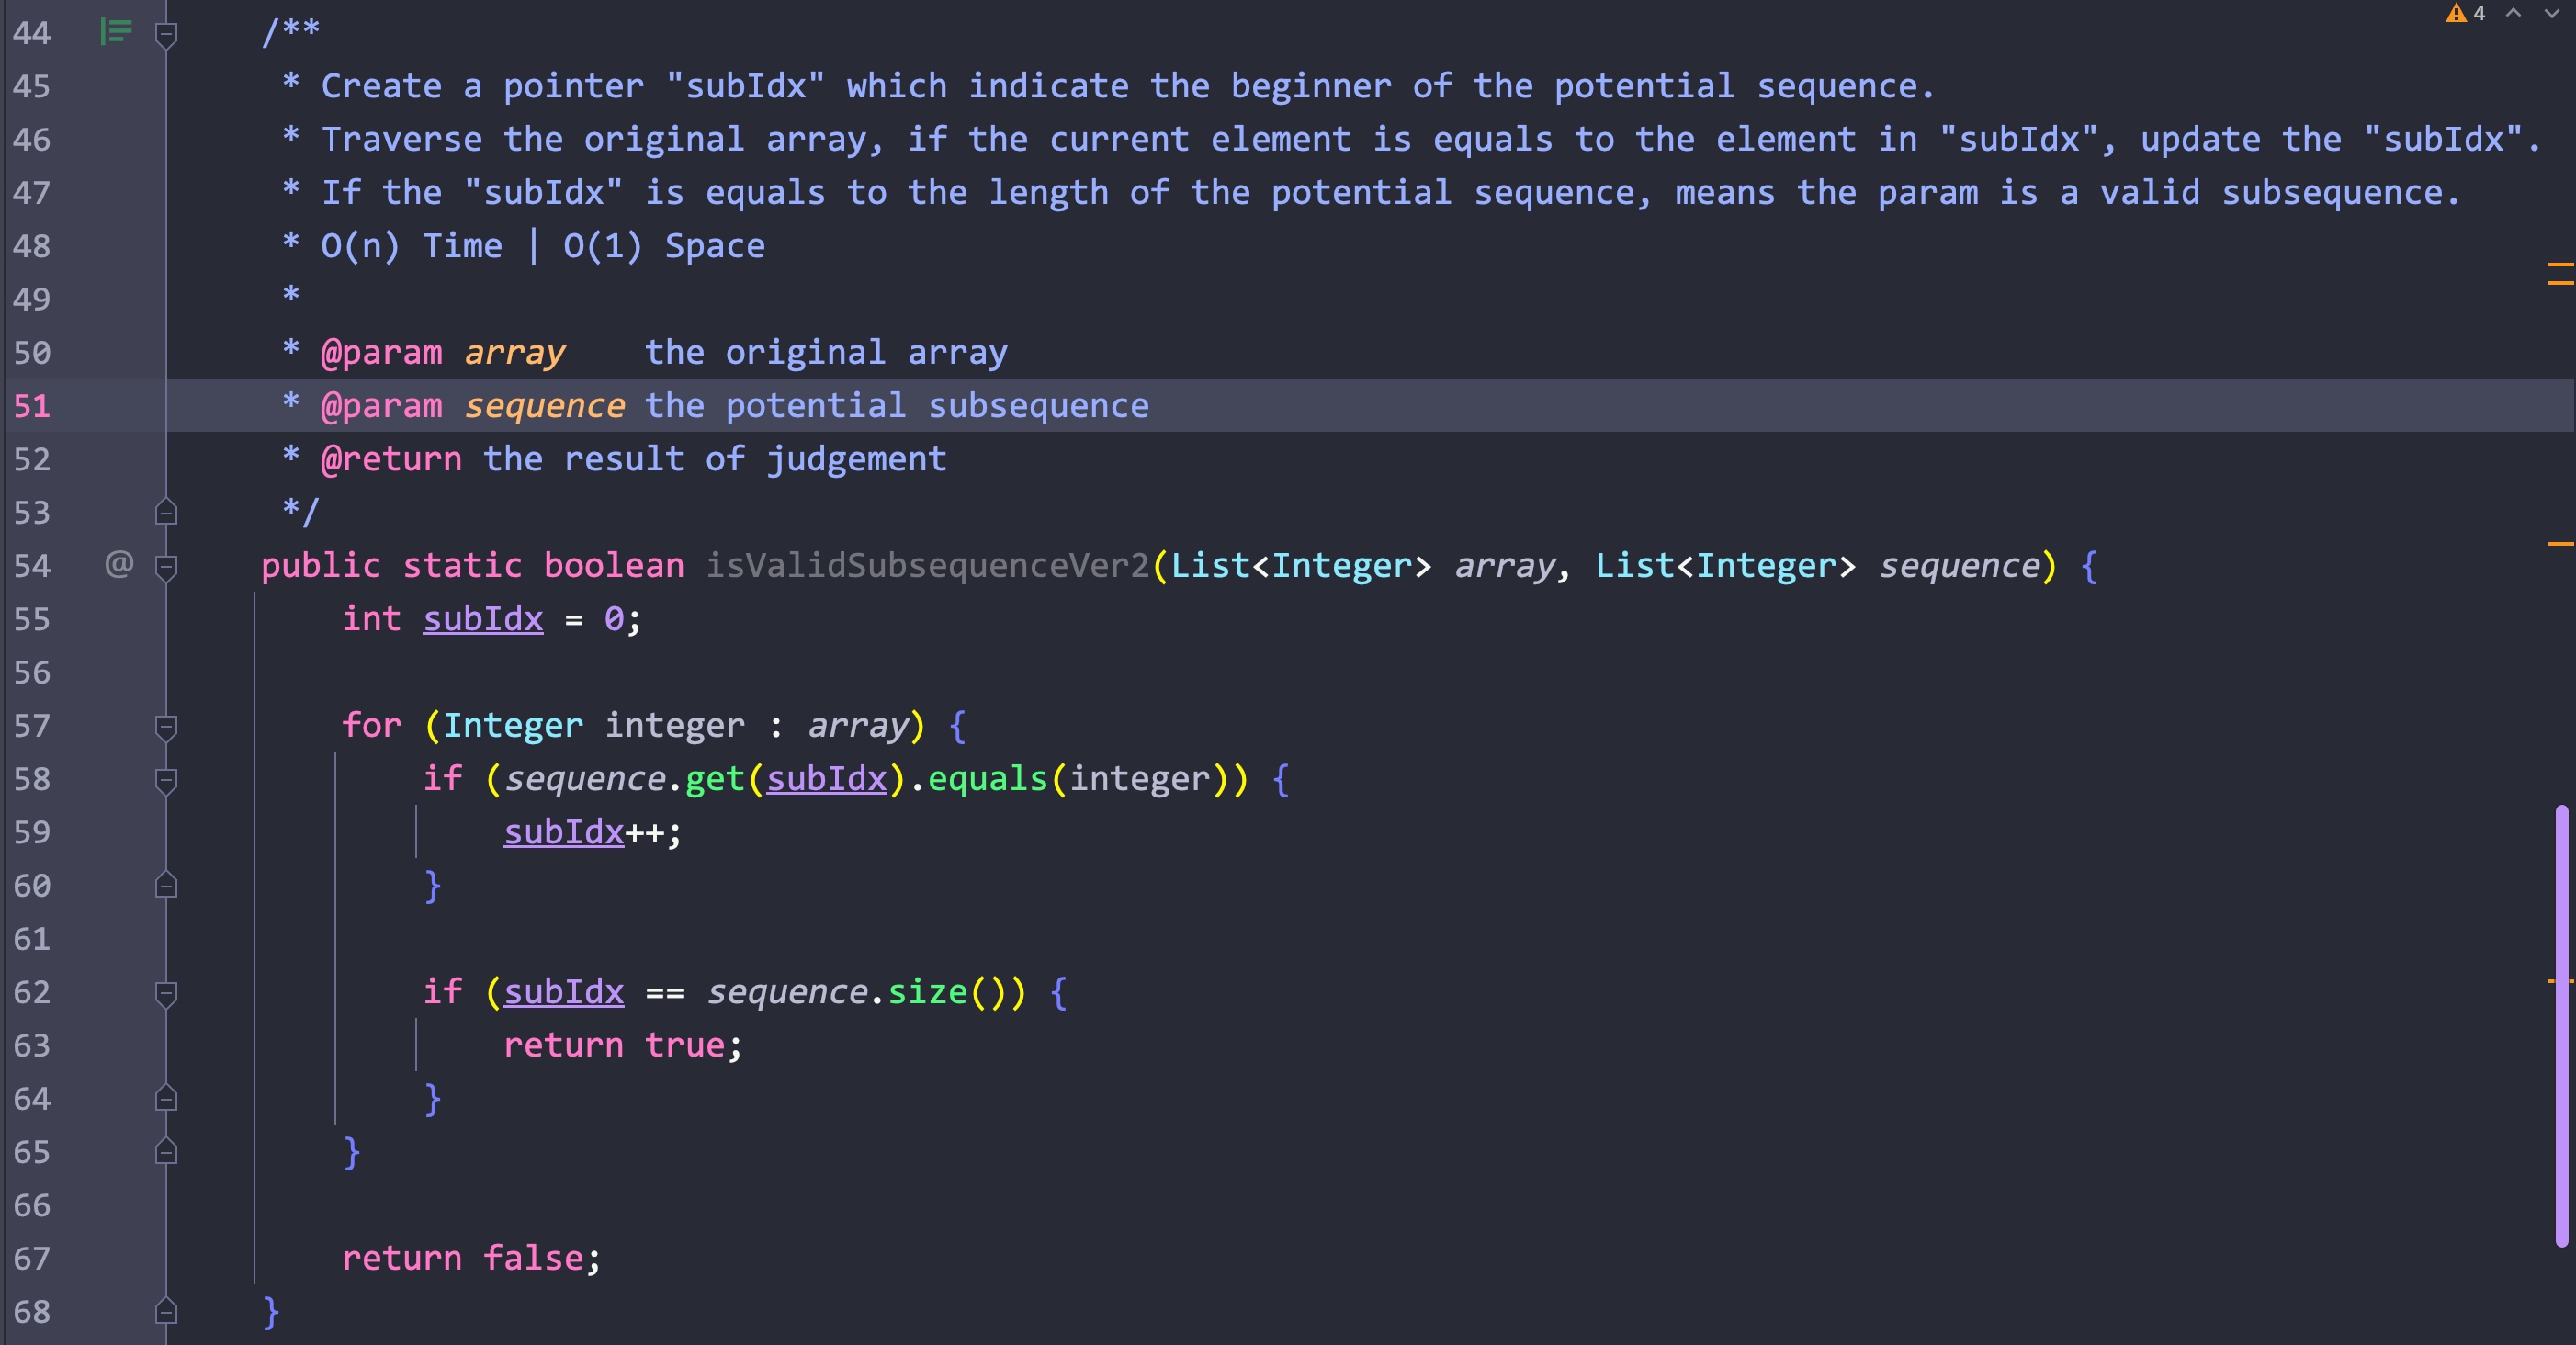 4
44 /**
45 * Create a pointer "subIdx" which indicate the beginner of the potential sequence.
46 * Traverse the original array, if the current element is equals to the element in "subIdx", update the "subIdx".
47 * If the "subIdx" is equals to the length of the potential sequence, means the param is a valid subsequence.
48 * O(n) Time | O(1) Space
49 *
50 * @param array    the original array
51 * @param sequence the potential subsequence
52 * @return the result of judgement
53 */
54 @ public static boolean isValidSubsequenceVer2(List<Integer> array, List<Integer> sequence) {
55 int subIdx = 0;
56
57 for (Integer integer : array) {
58 if (sequence.get(subIdx).equals(integer)) {
59 subIdx++;
60 }
61
62 if (subIdx == sequence.size()) {
63 return true;
64 }
65 }
66
67 return false;
68 }